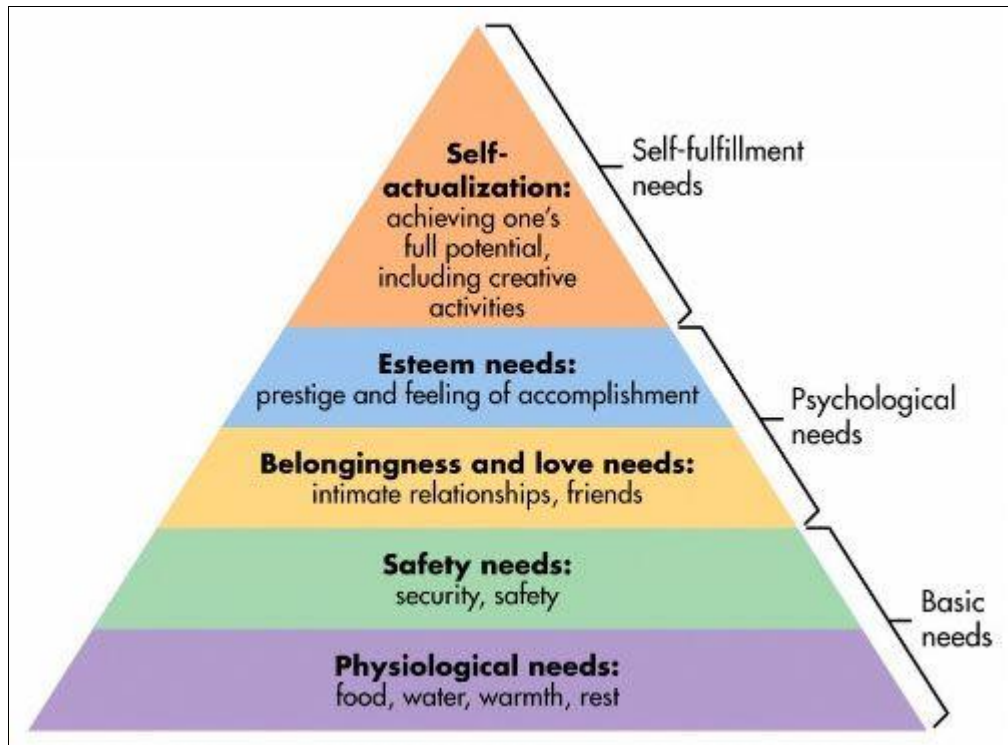 Self-
actualization:
achieving one's
full potential,
including creative
activities
Self-fulfillment
needs
Esteem needs:
prestige and feeling of accomplishment
Belongingness and love needs:
intimate relationships, friends
Psychological
needs
Safety needs:
security, safety
Physiological needs:
food, water, warmth, rest
Basic
needs